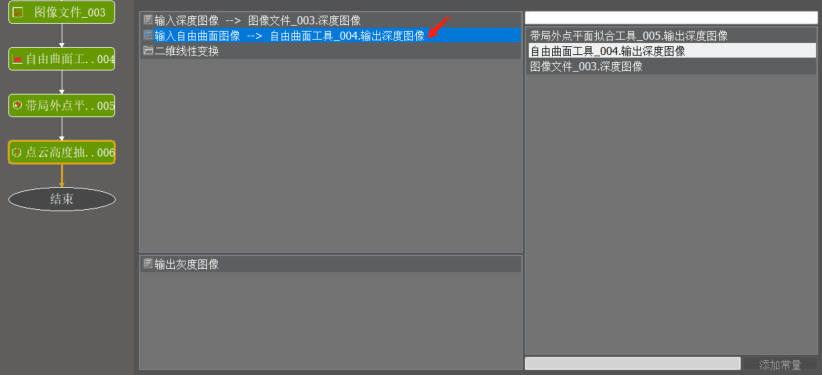 图像文件_003
自由曲面工..004
带局外点平..005
点云高度抽..006
结束
输入深度图像 --> 图像文件_003.深度图像
输入自由曲面图像 --> 自由曲面工具_004.输出深度图像
二维线性变换
输出灰度图像
带局外点平面拟合工具_005.输出深度图像
自由曲面工具_004.输出深度图像
图像文件_003.深度图像
添加常量